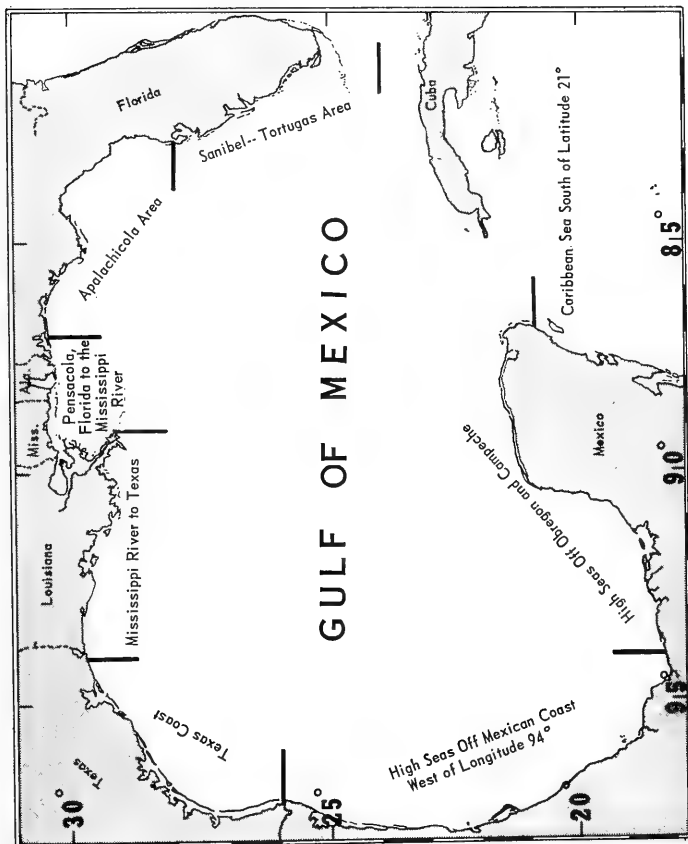 Florida
Sanibel-- Tortugas Area
Cuba
Apalachicola Area
Caribbean Sea South of Latitude 21°
85°
Ala.
Miss.
Pensacola,
Florida to the
Mississippi
River
GULF OF MEXICO
Louisiana
Mississippi River to Texas
High Seas Off Obregon and Campeche
Mexico
90°
Texas
Texas Coast
High Seas Off Mexican Coast
West of Longitude 94°
95°
30°
25°
20°